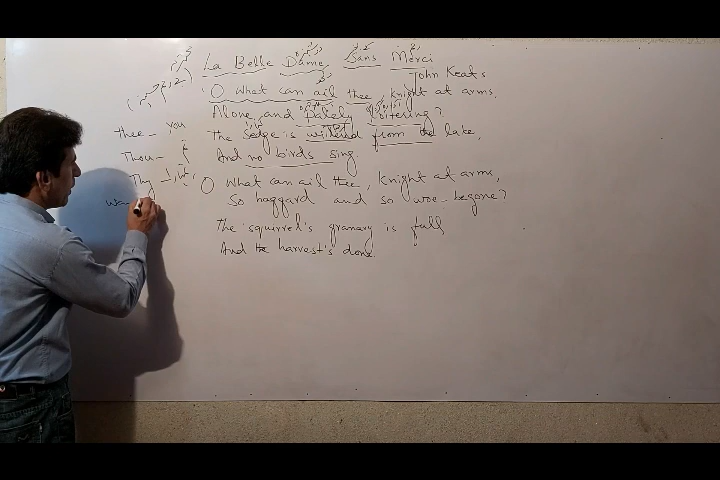 La Belle Dame Sans Merci
John Keats
O What can ail thee, Knight at arms.
Alone and Palely Loitering?
thee - you
The Sedge is withered from the lake,
Thou -
And no birds sing.
Thy
O What can ail thee, Knight at arms,
So haggard and so woe-begone?
The squirrel's granary is full
And the harvest's done.